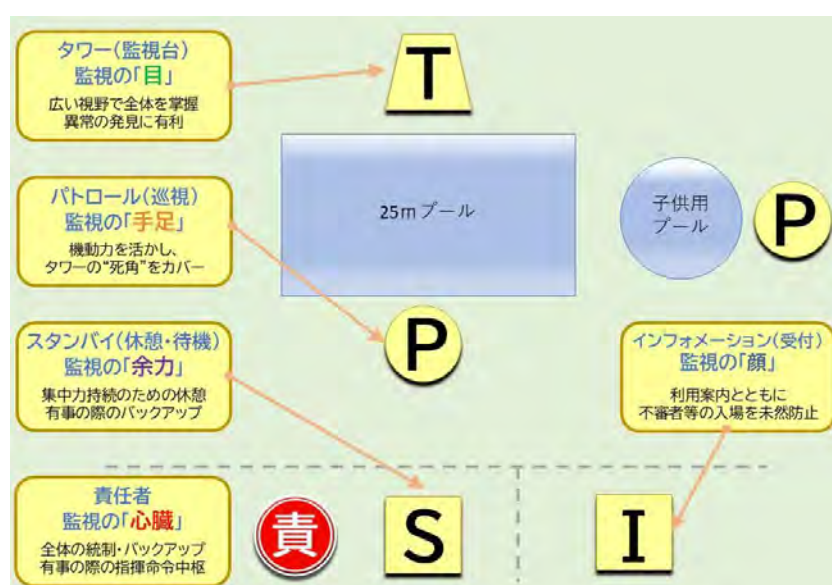 タワー(監視台)
監視の「目」
広い視野で全体を掌握
異常の発見に有利
T
25mプール
子供用
プール
P
パトロール(巡視)
監視の「手足」
機動力を活かし、
タワーの"死角"をカバー
P
スタンバイ(休憩・待機)
監視の「余力」
集中力持続のための休憩
有事の際のバックアップ
インフォメーション(受付)
監視の「顔」
利用案内とともに
不審者等の入場を未然防止
責任者
監視の「心臓」
全体の統制・バックアップ
有事の際の指揮命令中枢
責
S
I